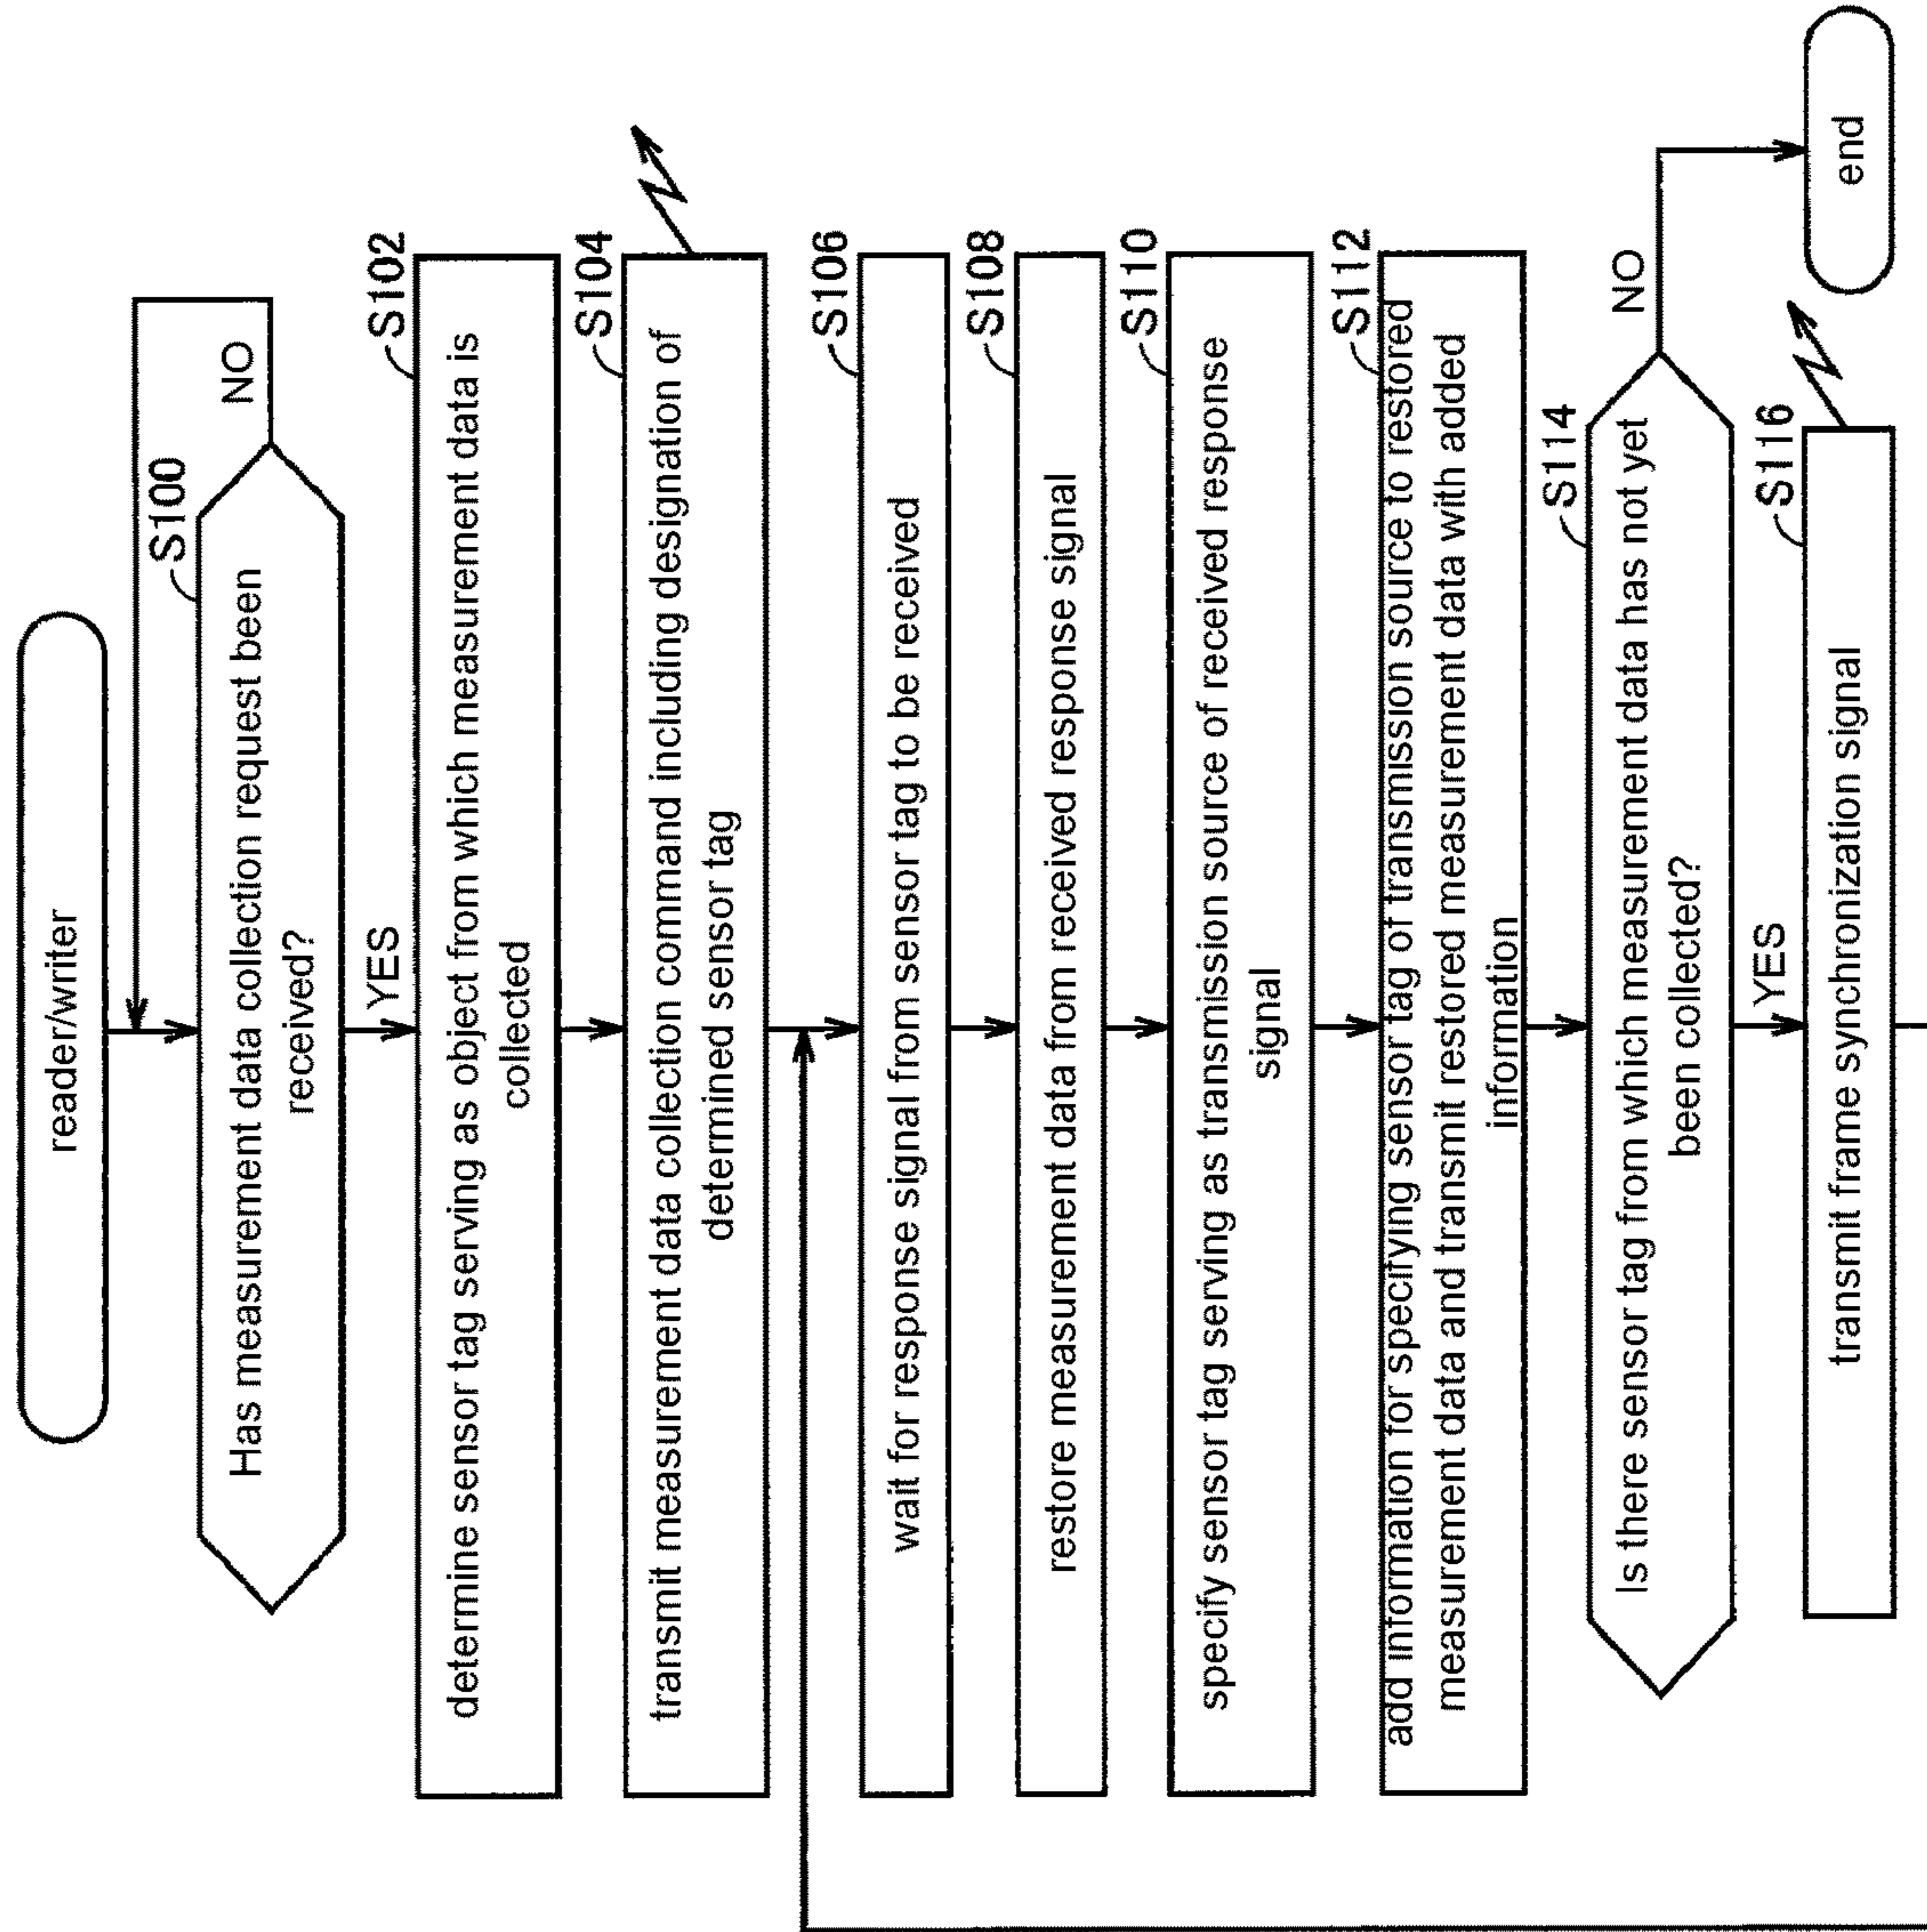 reader/writer
S100
Has measurement data collection request been
received?
NO
YES
S102
determine sensor tag serving as object from which measurement data is
collected
S104
transmit measurement data collection command including designation of
determined sensor tag
S106
wait for response signal from sensor tag to be received
S108
restore measurement data from received response signal
S110
specify sensor tag serving as transmission source of received response
signal
S112
add information for specifying sensor tag of transmission source to restored
measurement data and transmit restored measurement data with added
information
S114
Is there sensor tag from which measurement data has not yet
been collected?
NO
YES
S116
transmit frame synchronization signal
end